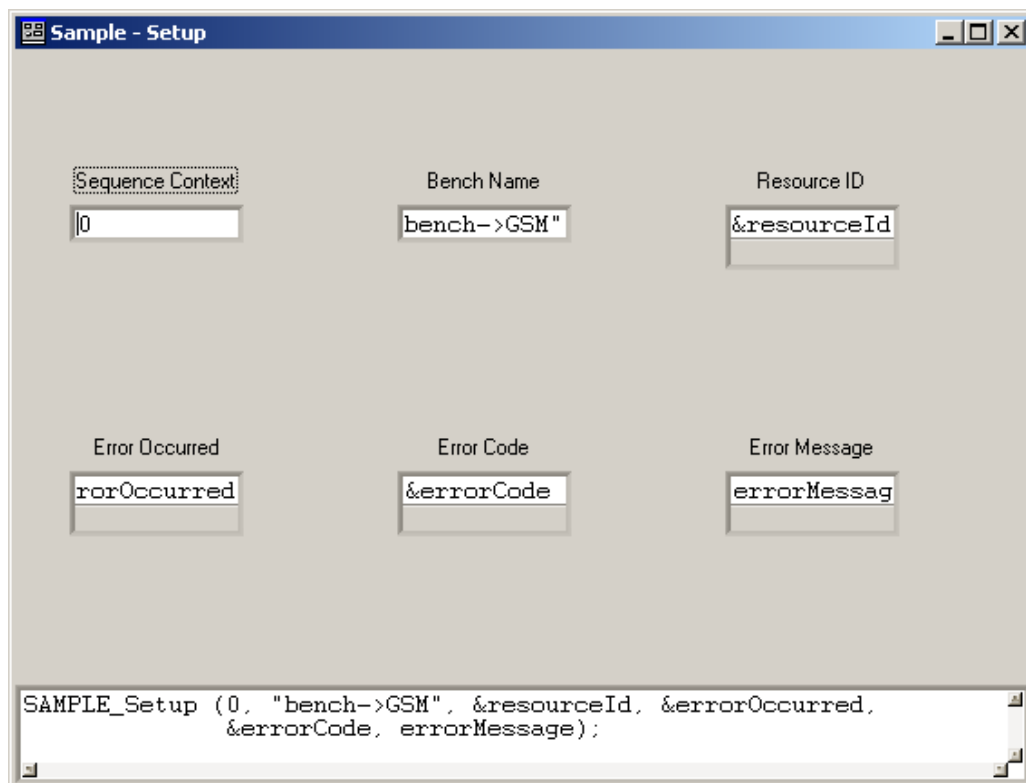 Sample - Setup
Sequence Context Bench Name Resource ID
0 bench->GSM" &resourceId
Error Occurred Error Code Error Message
rorOccurred &errorCode errorMessag
SAMPLE_Setup (0, "bench->GSM", &resourceId, &errorOccurred,
&errorCode, errorMessage);